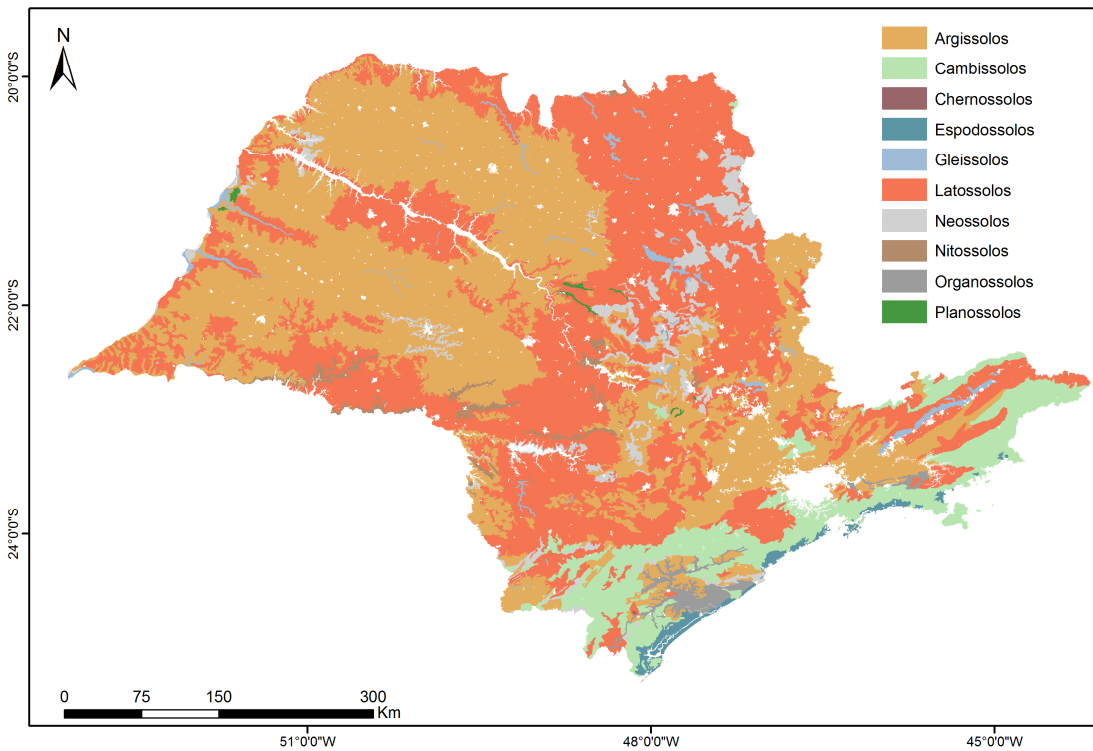 N
20°0'0"S
22°0'0"S
24°0'0"S
Argissolos
Cambissolos
Chernossolos
Espodossolos
Gleissolos
Latossolos
Neossolos
Nitossolos
Organossolos
Planossolos
0 75 150 300
Km
51°0'0"W 48°0'0"W 45°0'0"W